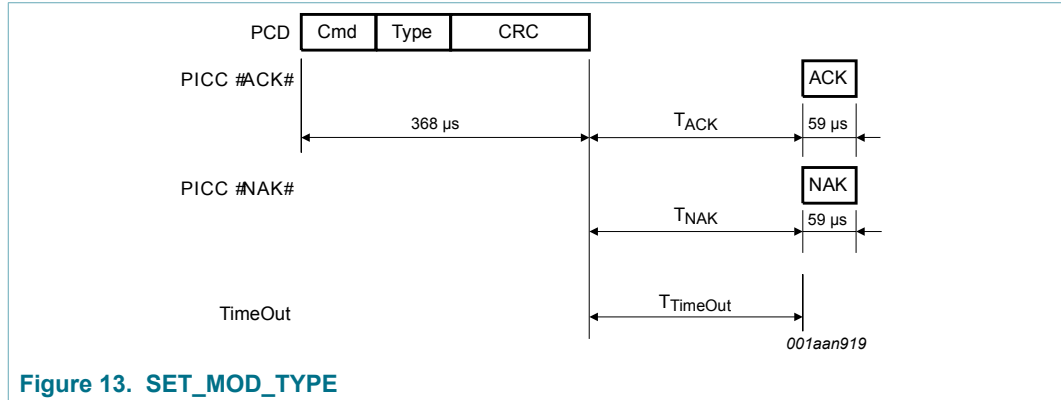 PCD Cmd Type CRC
PICC #ACK# ACK
368 µs TACK 59 µs
PICC #NAK# NAK
TNAK 59 µs
TimeOut TTimeOut
001aan919
Figure 13. SET_MOD_TYPE